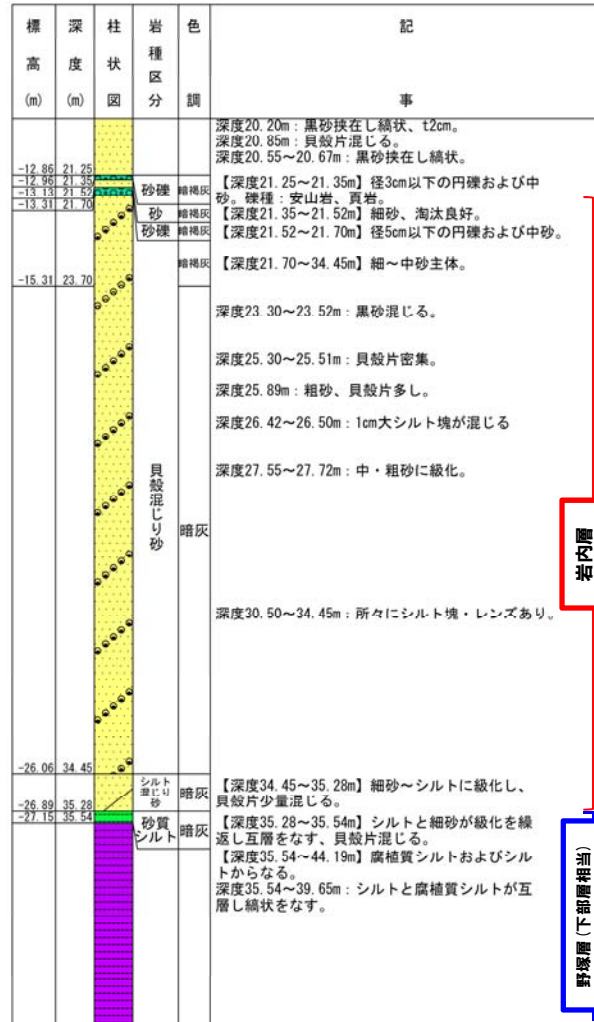 標高(m)
深度(m)
柱状図
岩種区分
色調
記事
深度20.20m：黒砂挟在し縞状、t2cm。
深度20.85m：貝殻片混じる。
深度20.55～20.67m：黒砂挟在し縞状。
-12.86 21.25
-12.96 21.35
-13.13 21.52
-13.31 21.70
砂礫 暗褐灰
【深度21.25～21.35m】径3cm以下の円礫および中
砂。礫種：安山岩、頁岩。
砂 暗褐灰
【深度21.35～21.52m】細砂、淘汰良好。
砂礫 暗褐灰
【深度21.52～21.70m】径5cm以下の円礫および中砂。
暗褐灰
【深度21.70～34.45m】細～中砂主体。
-15.31 23.70
深度23.30～23.52m：黒砂混じる。
深度25.30～25.51m：貝殻片密集。
深度25.89m：粗砂、貝殻片多し。
深度26.42～26.50m：1cm大シルト塊が混じる
深度27.55～27.72m：中・粗砂に級化。
貝殻混じり砂
暗灰
岩内層
深度30.50～34.45m：所々にシルト塊・レンズあり。
-26.06 34.45
シルト
混じり
砂
暗灰
【深度34.45～35.28m】細砂～シルトに級化し、
貝殻片少量混じる。
-26.89 35.28
-27.15 35.54
砂質
シルト
暗灰
【深度35.28～35.54m】シルトと細砂が級化を繰
返し互層をなす、貝殻片混じる。
【深度35.54～44.19m】腐植質シルトおよびシル
トからなる。
深度35.54～39.65m：シルトと腐植質シルトが互
層し縞状をなす。
野塚層(下部層相当)